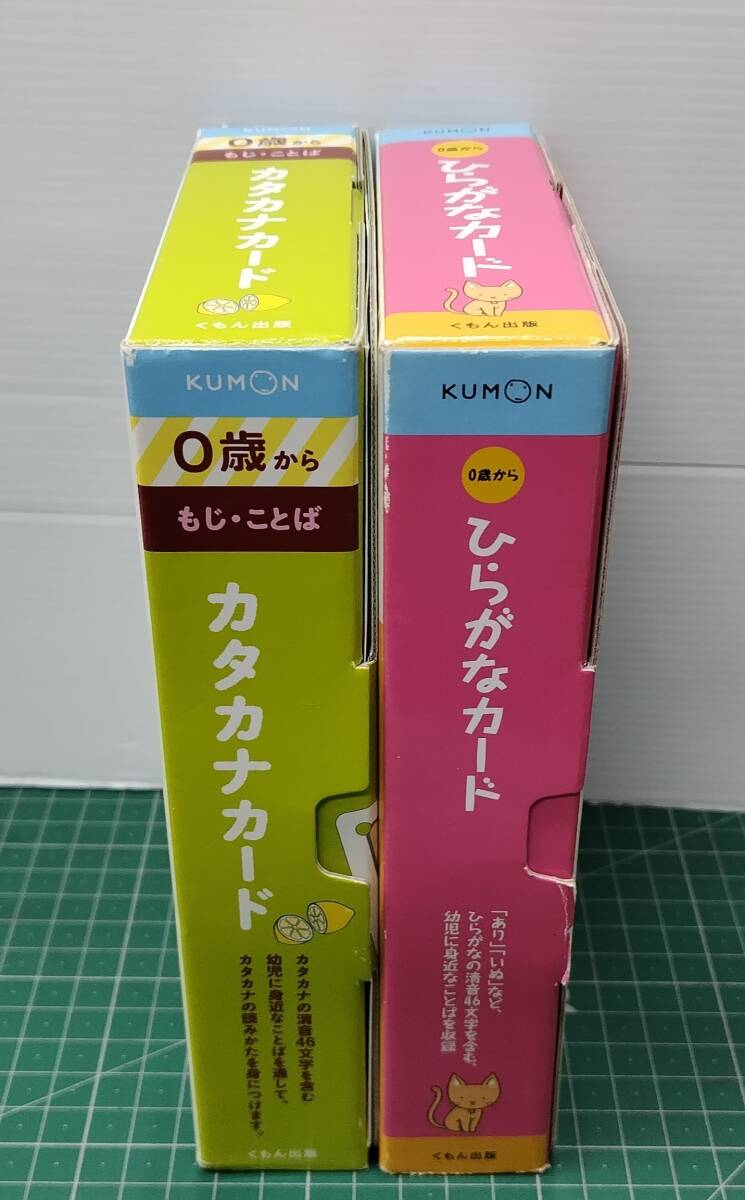 KUMON
0歳から
もじ・ことば
カタカナカード
くもん出版
KUMON
0歳から
もじ・ことば
カタカナカード
カタカナの清音46文字を含む
幼児に身近なことばを通して、
カタカナの読みかたを身につけます。
くもん出版
KUMON
0歳から
ひらがなカード
くもん出版
KUMON
0歳から
ひらがなカード
「あり」「いぬ」など、
ひらがなの清音46文字を含む、
幼児に身近なことばを収録
くもん出版